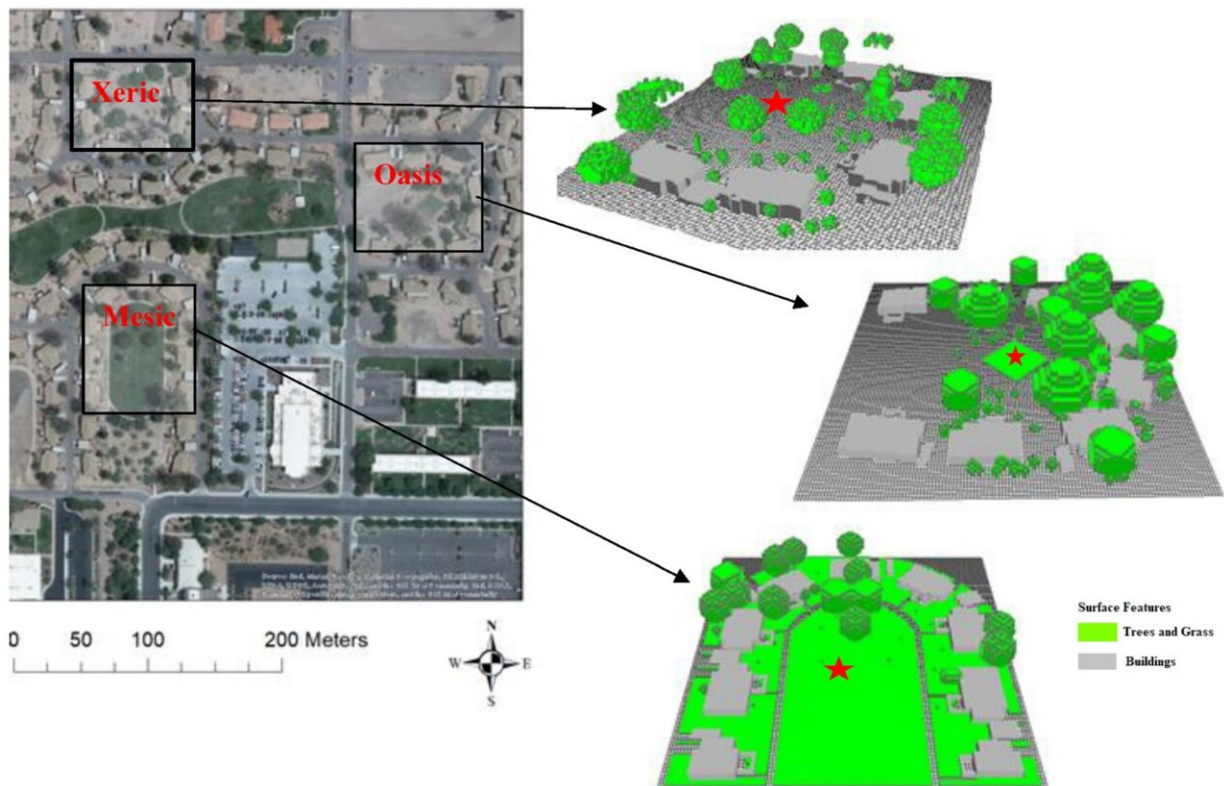 Xeric
Oasis
Mesic
0 50 100 200 Meters
N
W E
S
Surface Features
Trees and Grass
Buildings